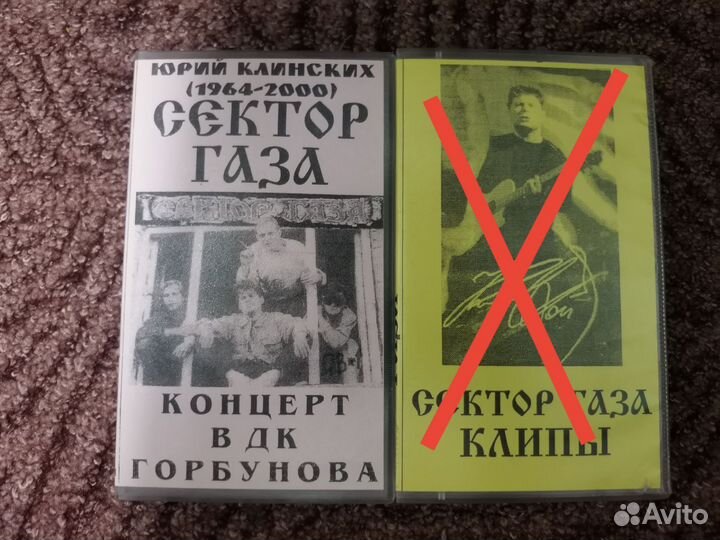 ЮРИЙ КЛИНСКИХ
(1964-2000)
СЕКТОР
ГАЗА
КОНЦЕРТ
В ДК
ГОРБУНОВА
СЕКТОР ГАЗА
КЛИПЫ
Avito